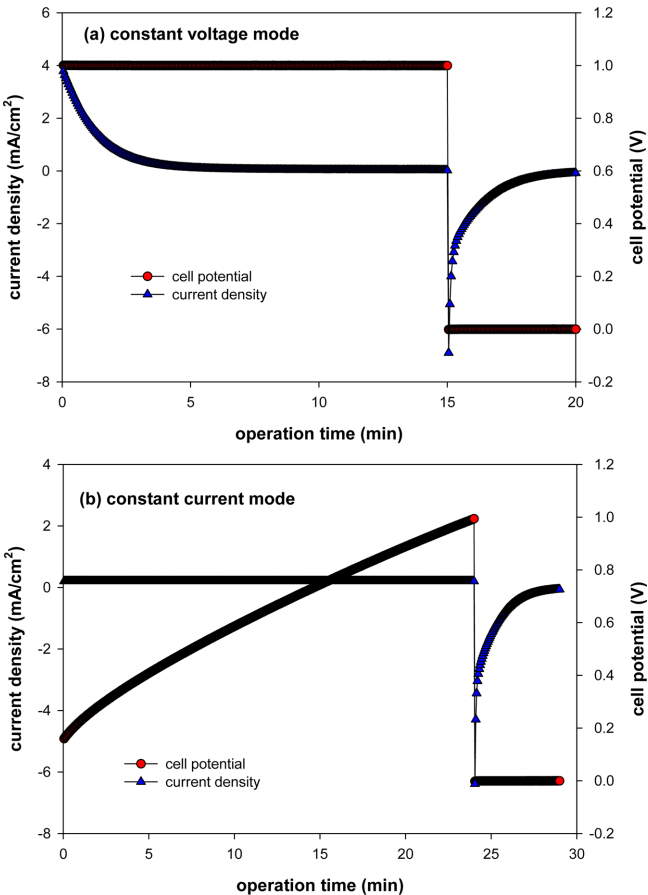 (a) constant voltage mode
6
4
2
0
-2
-4
-6
-8
current density (mA/cm²)
1.2
1.0
0.8
0.6
0.4
0.2
0.0
-0.2
cell potential (V)
cell potential
current density
0 5 10 15 20
operation time (min)
(b) constant current mode
4
2
0
-2
-4
-6
-8
current density (mA/cm²)
1.2
1.0
0.8
0.6
0.4
0.2
0.0
-0.2
cell potential (V)
cell potential
current density
0 5 10 15 20 25 30
operation time (min)